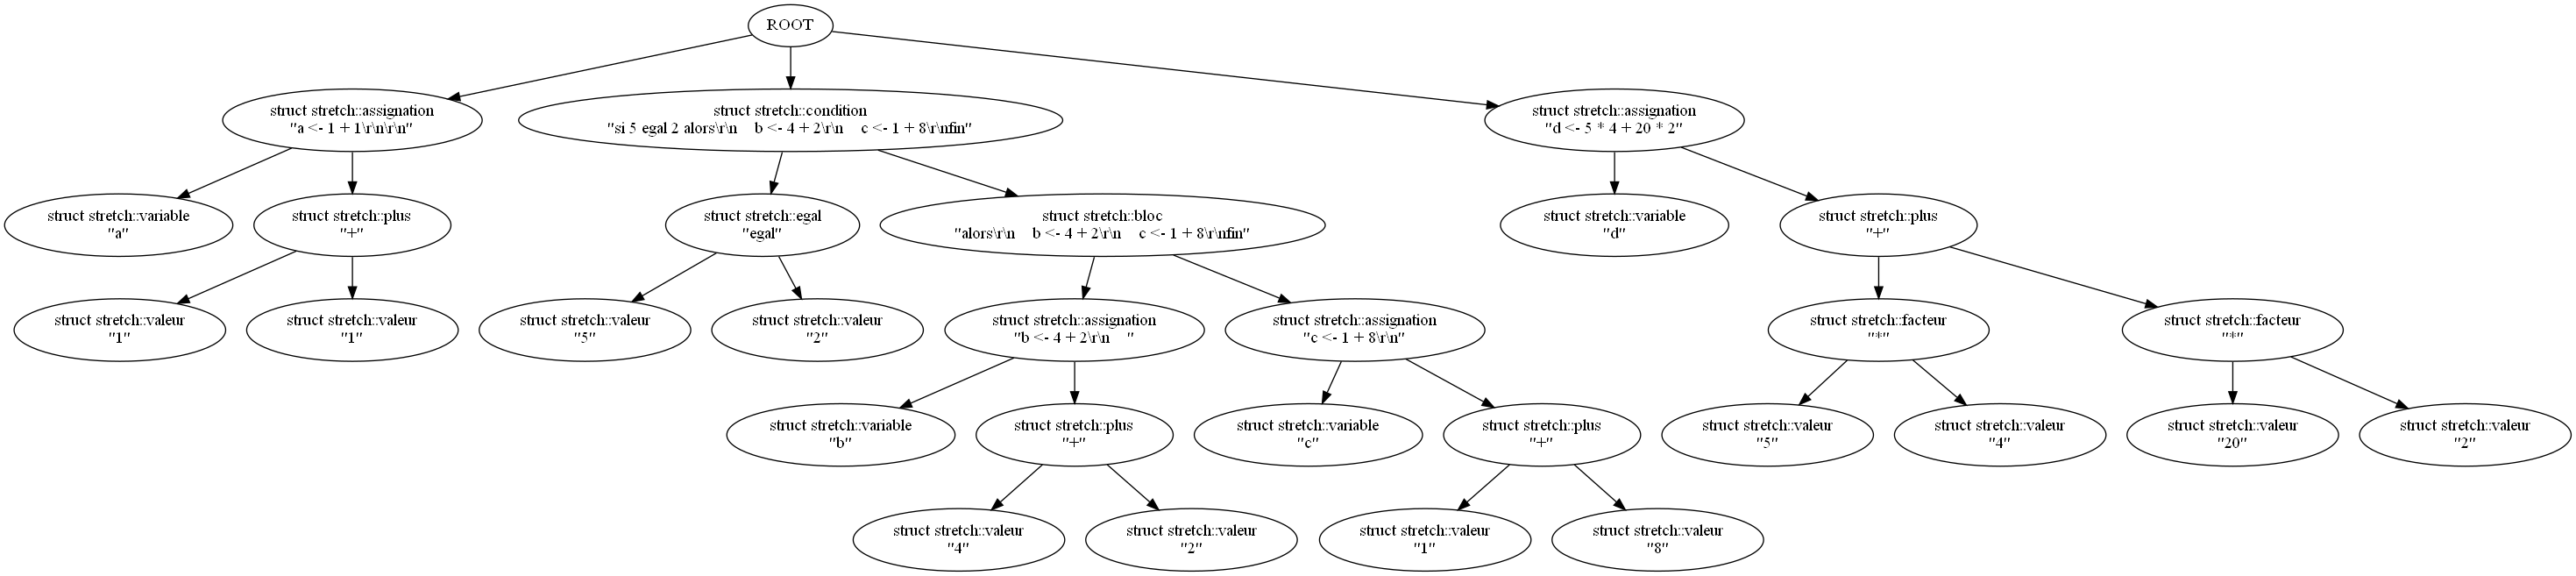 ROOT
struct stretch::assignation
"a <- 1 + 1\r\n\r\n"
struct stretch::condition
"si 5 egal 2 alors\r\n    b <- 4 + 2\r\n    c <- 1 + 8\r\nfin"
struct stretch::assignation
"d <- 5 * 4 + 20 * 2"
struct stretch::variable
"a"
struct stretch::plus
"+"
struct stretch::egal
"egal"
struct stretch::bloc
"alors\r\n    b <- 4 + 2\r\n    c <- 1 + 8\r\nfin"
struct stretch::variable
"d"
struct stretch::plus
"+"
struct stretch::valeur
"1"
struct stretch::valeur
"1"
struct stretch::valeur
"5"
struct stretch::valeur
"2"
struct stretch::assignation
"b <- 4 + 2\r\n    "
struct stretch::assignation
"c <- 1 + 8\r\n"
struct stretch::facteur
"*"
struct stretch::facteur
"*"
struct stretch::variable
"b"
struct stretch::plus
"+"
struct stretch::variable
"c"
struct stretch::plus
"+"
struct stretch::valeur
"5"
struct stretch::valeur
"4"
struct stretch::valeur
"20"
struct stretch::valeur
"2"
struct stretch::valeur
"4"
struct stretch::valeur
"2"
struct stretch::valeur
"1"
struct stretch::valeur
"8"